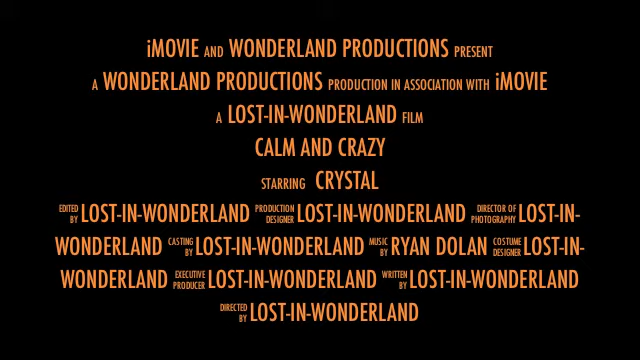 iMOVIE AND WONDERLAND PRODUCTIONS PRESENT
A WONDERLAND PRODUCTIONS PRODUCTION IN ASSOCIATION WITH iMOVIE
A LOST-IN-WONDERLAND FILM
CALM AND CRAZY
STARRING CRYSTAL
EDITED BY LOST-IN-WONDERLAND PRODUCTION DESIGNER LOST-IN-WONDERLAND DIRECTOR OF PHOTOGRAPHY LOST-IN-
WONDERLAND CASTING BY LOST-IN-WONDERLAND MUSIC BY RYAN DOLAN COSTUME DESIGNER LOST-IN-
WONDERLAND EXECUTIVE PRODUCER LOST-IN-WONDERLAND WRITTEN BY LOST-IN-WONDERLAND
DIRECTED BY LOST-IN-WONDERLAND